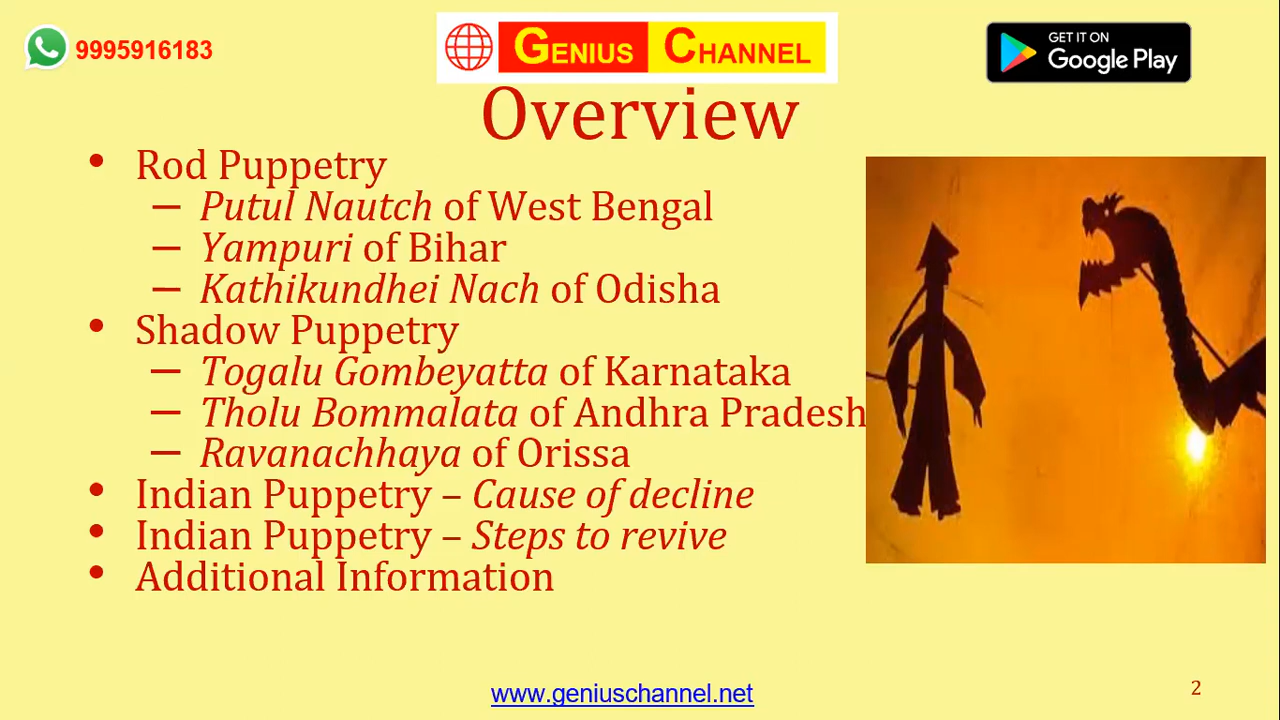 9995916183
GENIUS CHANNEL
GET IT ON
Google Play
Overview
• Rod Puppetry
– Putul Nautch of West Bengal
– Yampuri of Bihar
– Kathikundhei Nach of Odisha
• Shadow Puppetry
– Togalu Gombeyatta of Karnataka
– Tholu Bommalata of Andhra Pradesh
– Ravanachhaya of Orissa
• Indian Puppetry – Cause of decline
• Indian Puppetry – Steps to revive
• Additional Information
www.geniuschannel.net
2